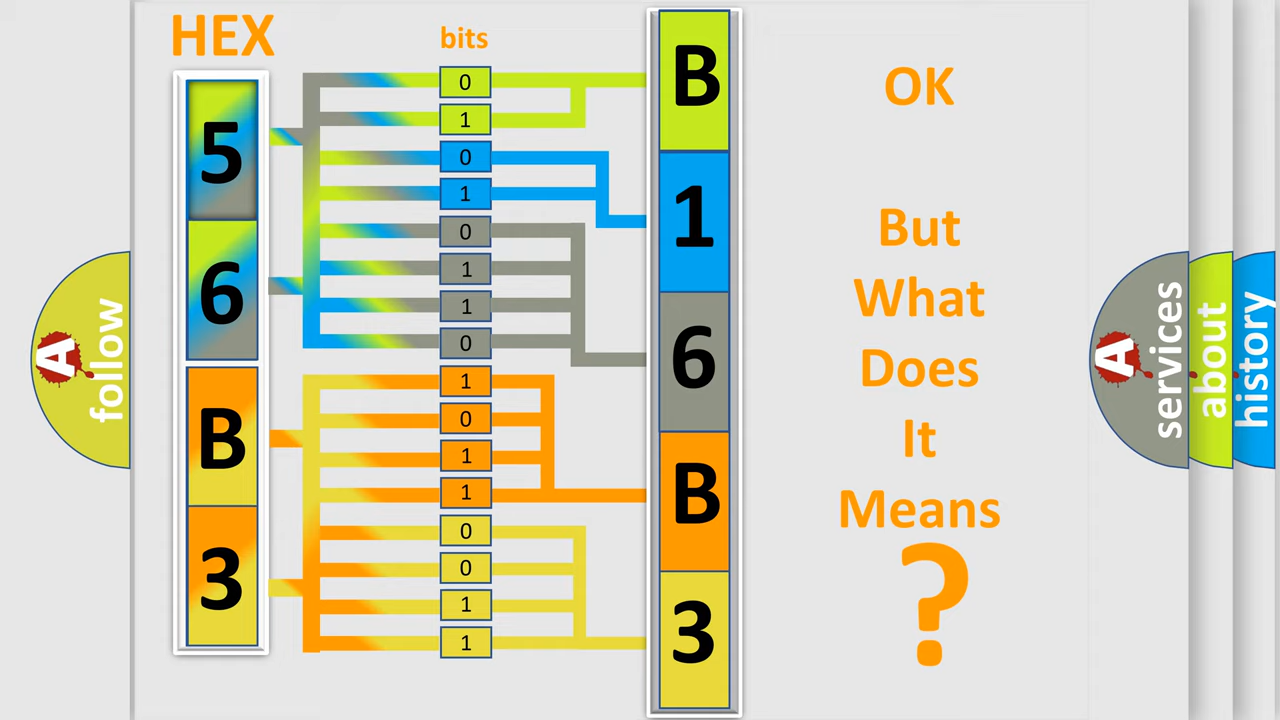 HEX
bits
5
6
B
3
0
1
0
1
0
1
1
0
1
0
1
1
0
0
1
1
B
1
6
B
3
OK
But
What
Does
It
Means
?
A
follow
A
services
about
history